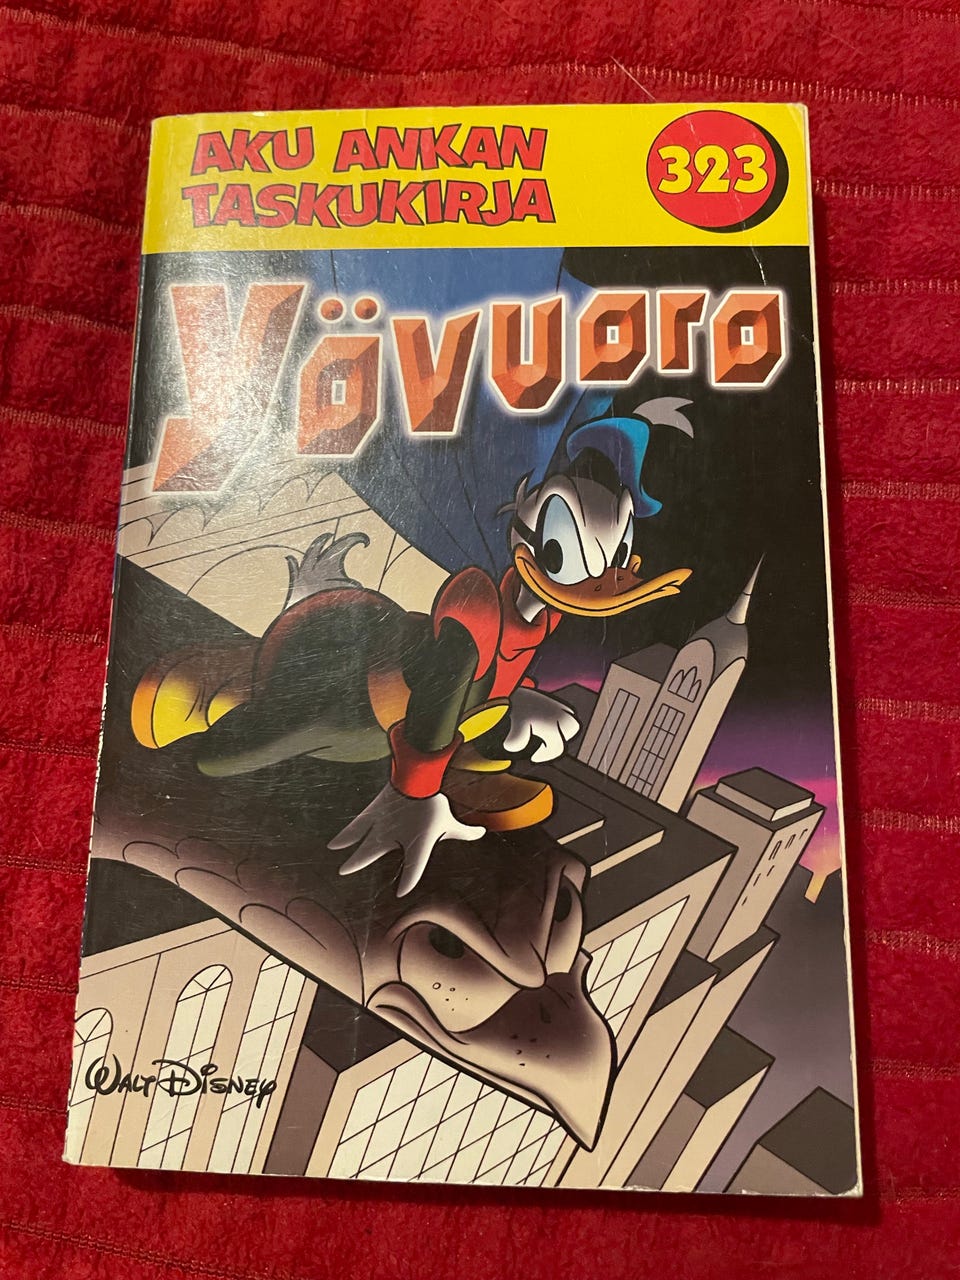 AKU ANKAN
TASKUKIRJA
323
Yövuoro
WALT DISNEY